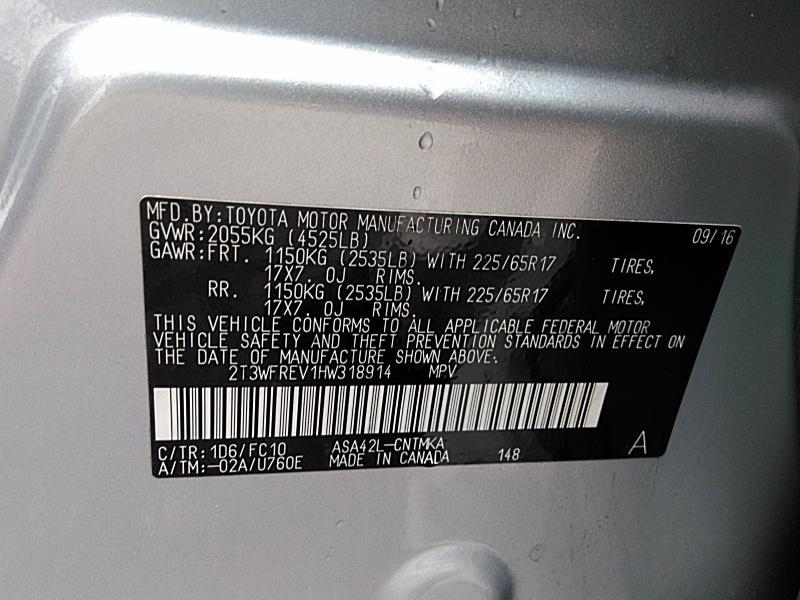 MFD.BY:TOYOTA MOTOR MANUFACTURING CANADA INC. 09/16
GVWR:2055KG (4525LB)
GAWR:FRT. 1150KG (2535LB) WITH 225/65R17 TIRES,
17X7. 0J RIMS.
RR. 1150KG (2535LB) WITH 225/65R17 TIRES,
17X7. 0J RIMS.
THIS VEHICLE CONFORMS TO ALL APPLICABLE FEDERAL MOTOR
VEHICLE SAFETY AND THEFT PREVENTION STANDARDS IN EFFECT ON
THE DATE OF MANUFACTURE SHOWN ABOVE.
2T3WFREV1HW318914 MPV
C/TR: 1D6/FC10 ASA42L-CNTMKA
A/TM:-02A/U760E MADE IN CANADA 148 A